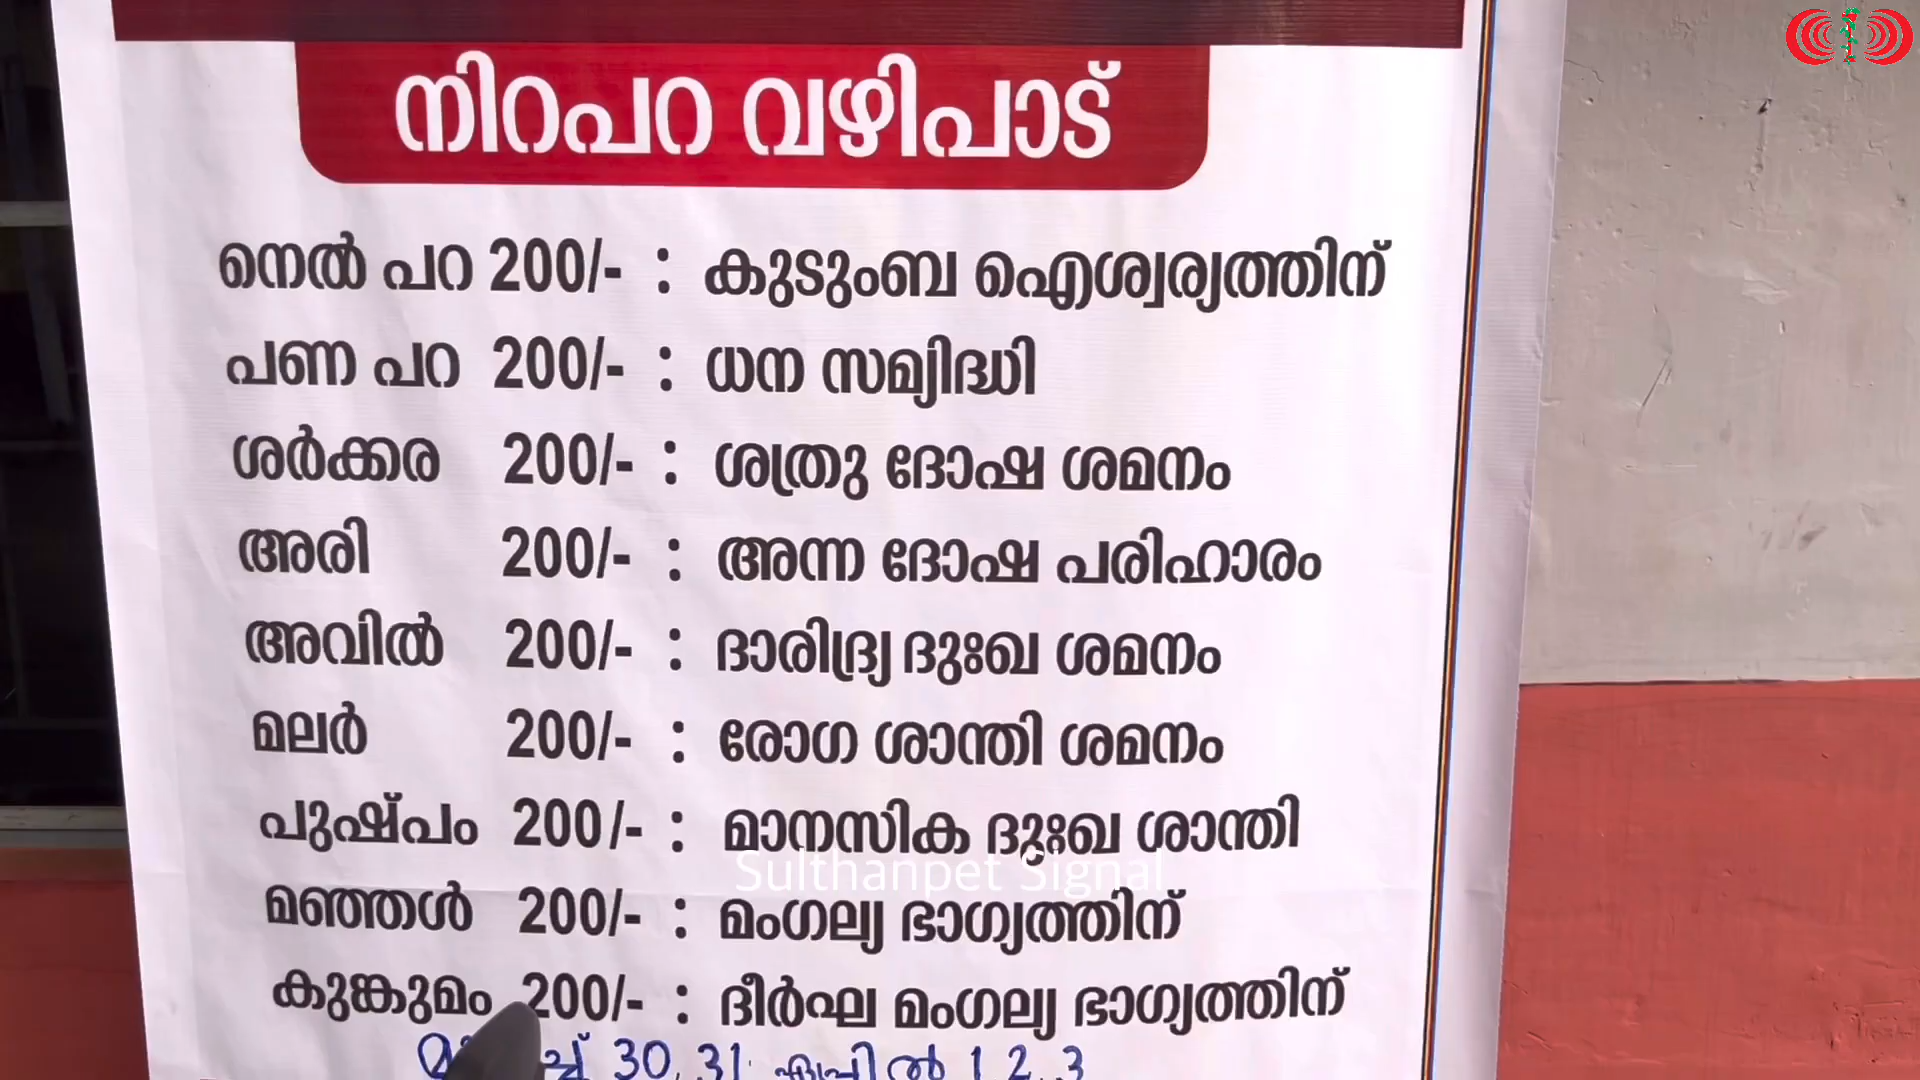 നിറപറ വഴിപാട്
നെൽ പറ 200/- : കുടുംബ ഐശ്വര്യത്തിന്
പണ പറ 200/- : ധന സമ്യിദ്ധി
ശർക്കര 200/- : ശത്രു ദോഷ ശമനം
അരി 200/- : അന്ന ദോഷ പരിഹാരം
അവിൽ 200/- : ദാരിദ്ര്യ ദുഃഖ ശമനം
മലർ 200/- : രോഗ ശാന്തി ശമനം
പുഷ്പം 200/- : മാനസിക ദുഃഖ ശാന്തി
Sulthanpet Signal
മഞ്ഞൾ 200/- : മംഗല്യ ഭാഗ്യത്തിന്
കുങ്കുമം 200/- : ദീർഘ മംഗല്യ ഭാഗ്യത്തിന്
30, 31 ഏപ്രിൽ 1 2, 3